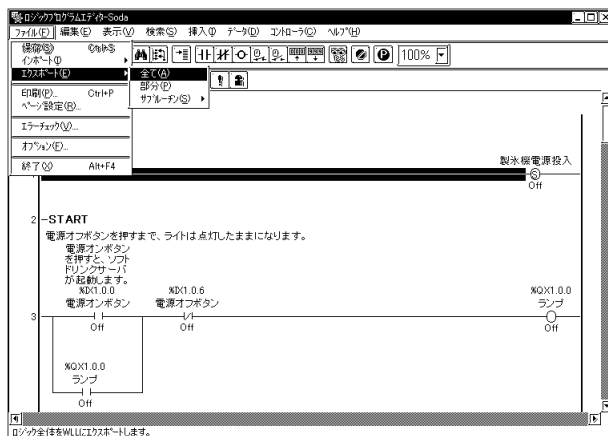 ﾛｼﾞｯｸﾌﾟﾛｸﾞﾗﾑｴﾃﾞｨﾀ-Soda
ﾌｧｲﾙ(F) 編集(E) 表示(V) 検索(S) 挿入(I) ﾃﾞｰﾀ(D) ｺﾝﾄﾛｰﾗ(C) ﾍﾙﾌﾟ(H)
保存(S) Ctrl+S
ｲﾝﾎﾟｰﾄ(I)
ｴｸｽﾎﾟｰﾄ(E)
印刷(P)... Ctrl+P
ﾍﾟｰｼﾞ設定(R)...
ｴﾗｰﾁｪｯｸ(V)...
ｵﾌﾟｼｮﾝ(F)...
終了(X) Alt+F4
全て(A)
部分(P)
ｻﾌﾞﾙｰﾁﾝ(S)
100%
製氷機電源投入
S
Off
2 -START
電源オフボタンを押すまで、ライトは点灯したままになります。
電源オンボタン
を押すと、ソフト
ドリンクサーバ
が起動します。
%IX1.0.0 %IX1.0.6 %QX1.0.0
電源オンボタン 電源オフボタン ランプ
3
Off Off Off
%QX1.0.0
ランプ
Off
ﾛｼﾞｯｸ全体をWLLにｴｸｽﾎﾟｰﾄします。